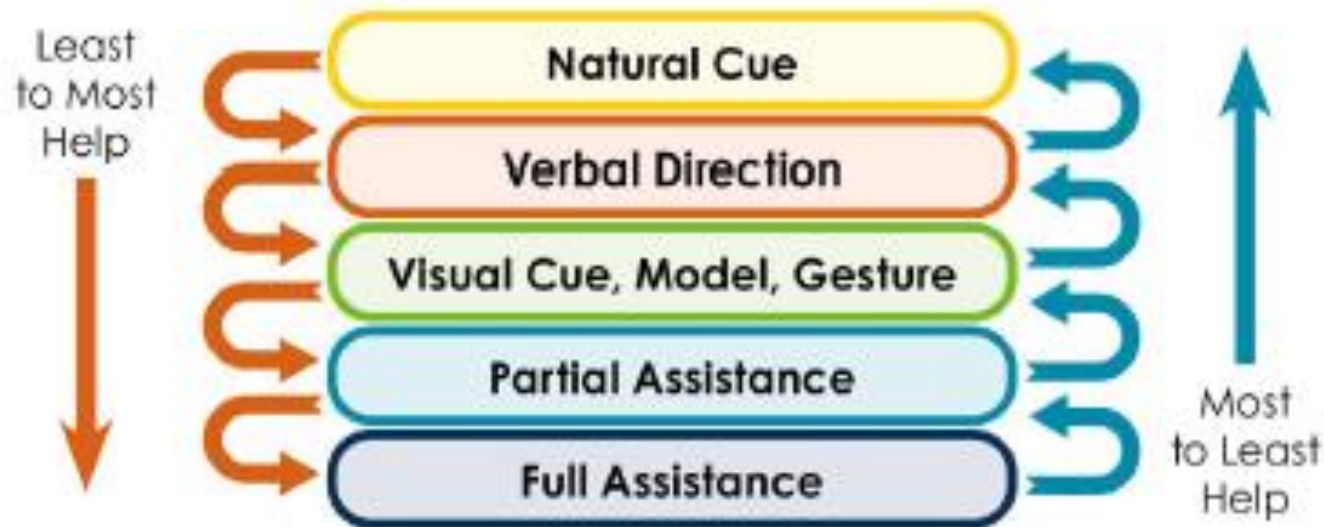 Least
to Most
Help
Natural Cue
Verbal Direction
Visual Cue, Model, Gesture
Partial Assistance
Full Assistance
Most
to Least
Help